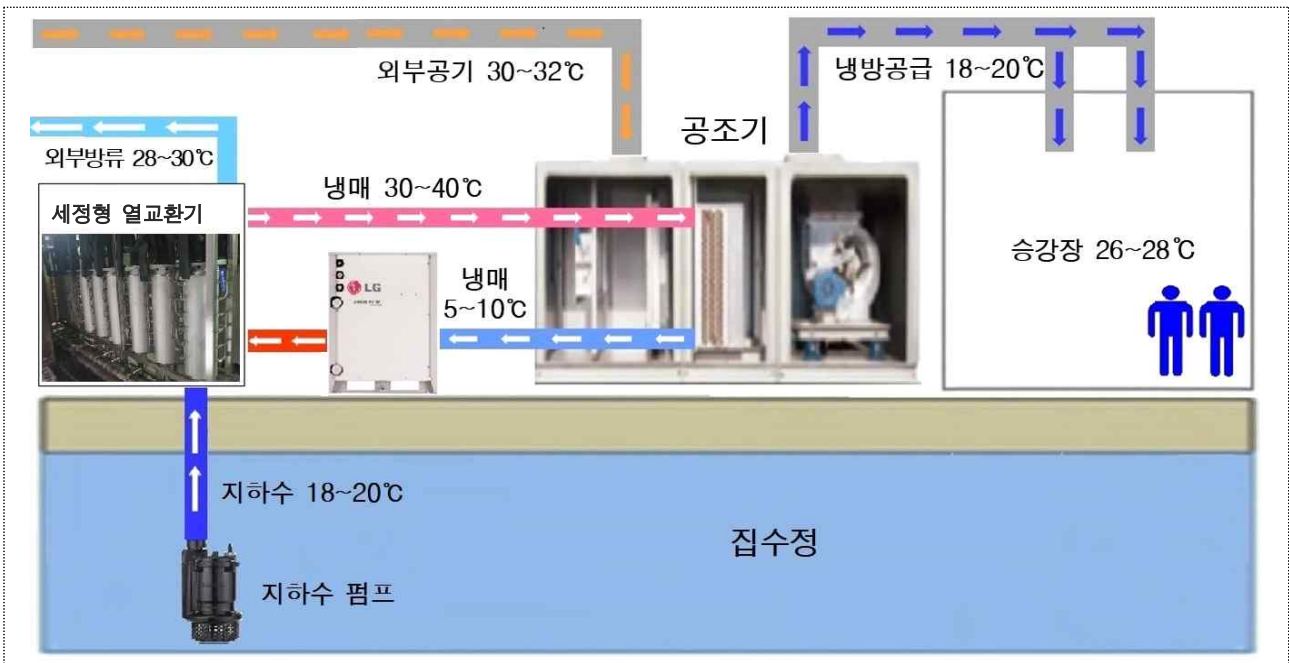 외부공기 30~32℃
냉방공급 18~20℃
공조기
외부방류 28~30℃
세정형 열교환기
냉매 30~40℃
승강장 26~28℃
냉매
5~10℃
LG
지하수 18~20℃
집수정
지하수 펌프